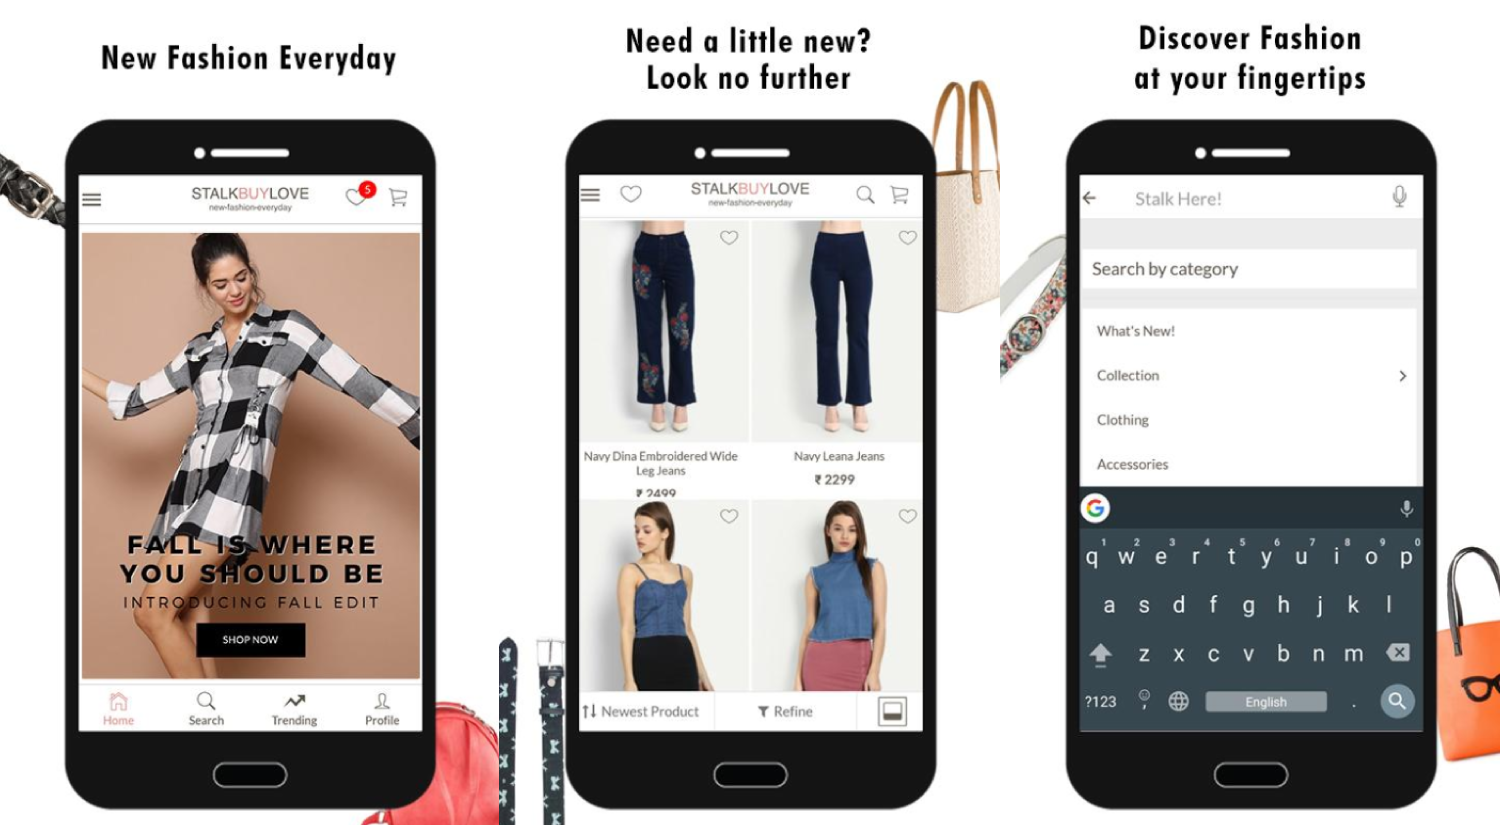 New Fashion Everyday
STALKBUYLOVE
new-fashion-everyday
5
FALL IS WHERE
YOU SHOULD BE
INTRODUCING FALL EDIT
SHOP NOW
Home
Search
Trending
Profile
Need a little new?
Look no further
STALKBUYLOVE
new-fashion-everyday
Navy Dina Embroidered Wide
Leg Jeans
₹ 2499
Navy Leana Jeans
₹ 2299
Newest Product
Refine
Discover Fashion
at your fingertips
Stalk Here!
Search by category
What's New!
Collection
Clothing
Accessories
G
1 2 3 4 5 6 7 8 9 0
q w e r t y u i o p
a s d f g h j k l
z x c v b n m
?123 , English .